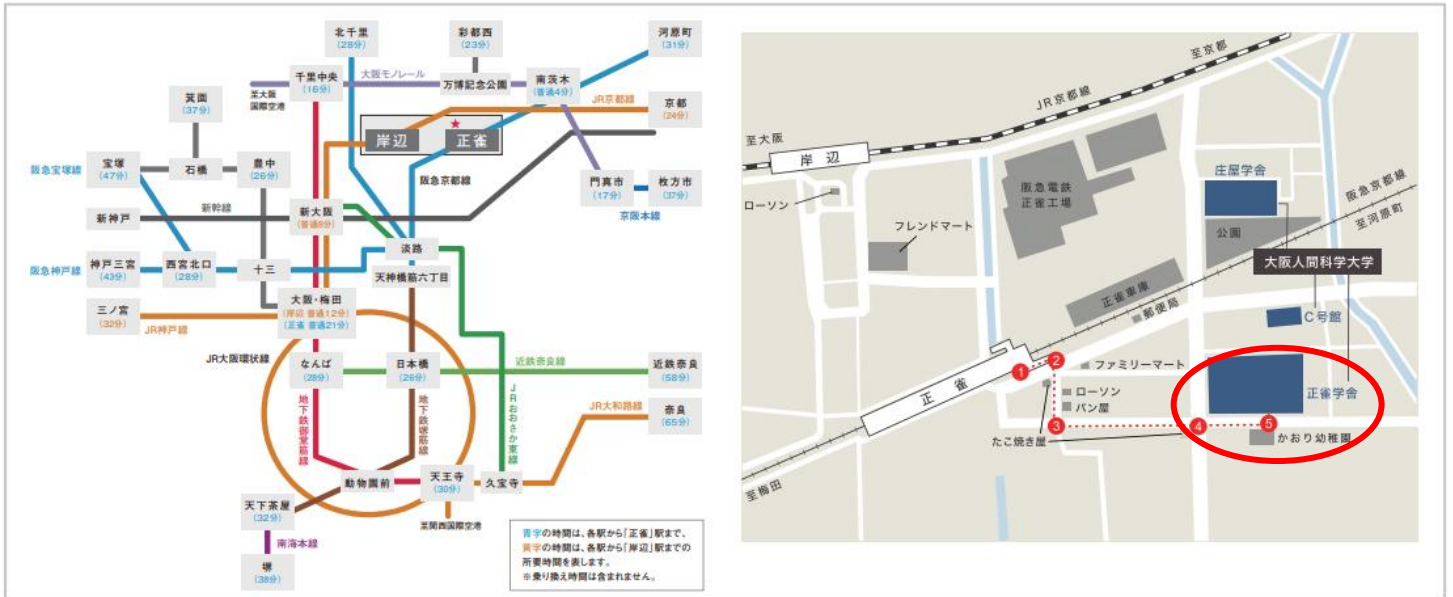 北千里
(28分)
彩都西
(23分)
河原町
(31分)
千里中央
(16分)
大阪モノレール
万博記念公園
南茨木
(普通4分)
至大阪
国際空港
箕面
(37分)
JR京都線
京都
(24分)
★
岸辺
正雀
宝塚
(47分)
阪急宝塚線
石橋
豊中
(26分)
阪急京都線
門真市
(17分)
枚方市
(37分)
京阪本線
新神戸
新幹線
新大阪
(普通8分)
淡路
阪急神戸線
神戸三宮
(43分)
西宮北口
(28分)
十三
天神橋筋六丁目
三ノ宮
(32分)
JR神戸線
大阪・梅田
(岸辺 普通12分)
(正雀 普通21分)
JR大阪環状線
なんば
(28分)
日本橋
(26分)
近鉄奈良線
近鉄奈良
(58分)
地下鉄御堂筋線
地下鉄堺筋線
JRおおさか東線
JR大和路線
奈良
(65分)
動物園前
天王寺
(30分)
久宝寺
至関西国際空港
天下茶屋
(32分)
南海本線
堺
(38分)
青字の時間は、各駅から「正雀」駅まで、
黄字の時間は、各駅から「岸辺」駅までの
所要時間を表します。
※乗り換え時間は含まれません。
至京都
JR京都線
至大阪
岸辺
ローソン
阪急電鉄
正雀工場
フレンドマート
庄屋学舎
阪急京都線
至河原町
公園
大阪人間科学大学
正雀車庫
郵便局
C号館
1
2
ファミリーマート
正雀
ローソン
パン屋
正雀学舎
3
4
5
たこ焼き屋
かおり幼稚園
至梅田